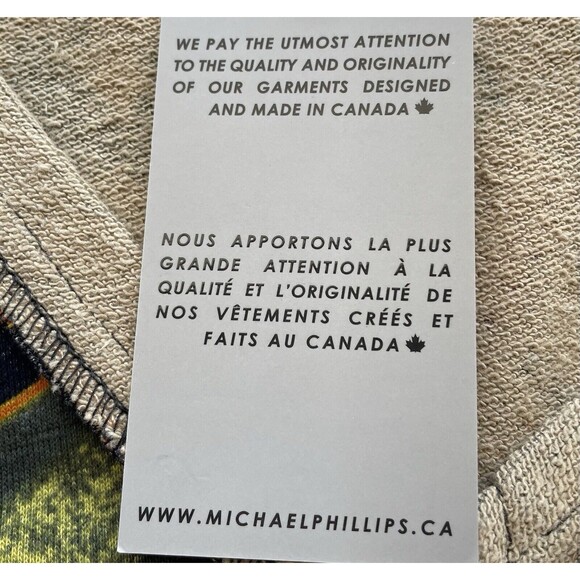 WE PAY THE UTMOST ATTENTION
TO THE QUALITY AND ORIGINALITY
OF OUR GARMENTS DESIGNED
AND MADE IN CANADA
NOUS APPORTONS LA PLUS
GRANDE ATTENTION À LA
QUALITÉ ET L'ORIGINALITÉ DE
NOS VÊTEMENTS CRÉÉS ET
FAITS AU CANADA
WWW.MICHAELPHILLIPS.CA